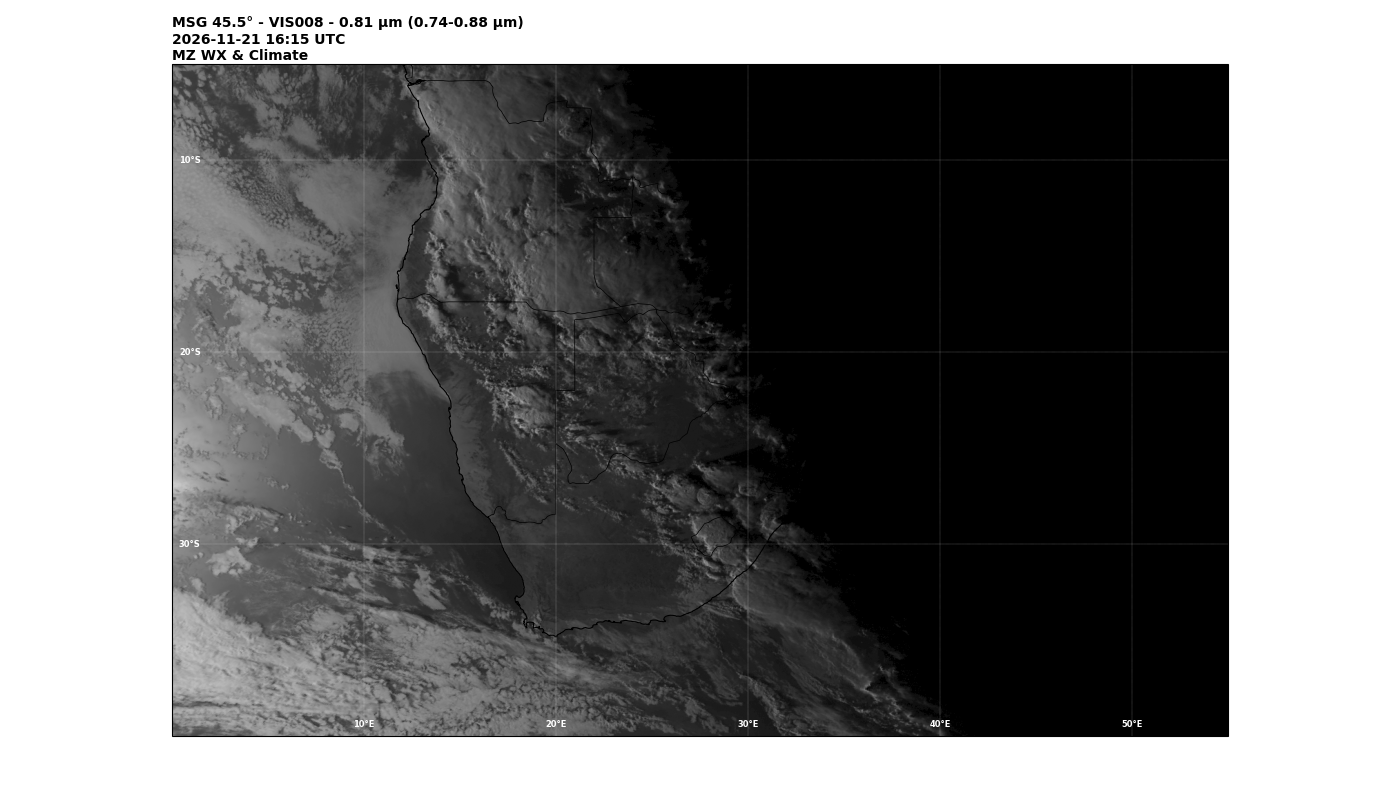 MSG 45.5° - VIS008 - 0.81 µm (0.74-0.88 µm)
2026-11-21 16:15 UTC
MZ WX & Climate
10°S
20°S
30°S
10°E 20°E 30°E 40°E 50°E